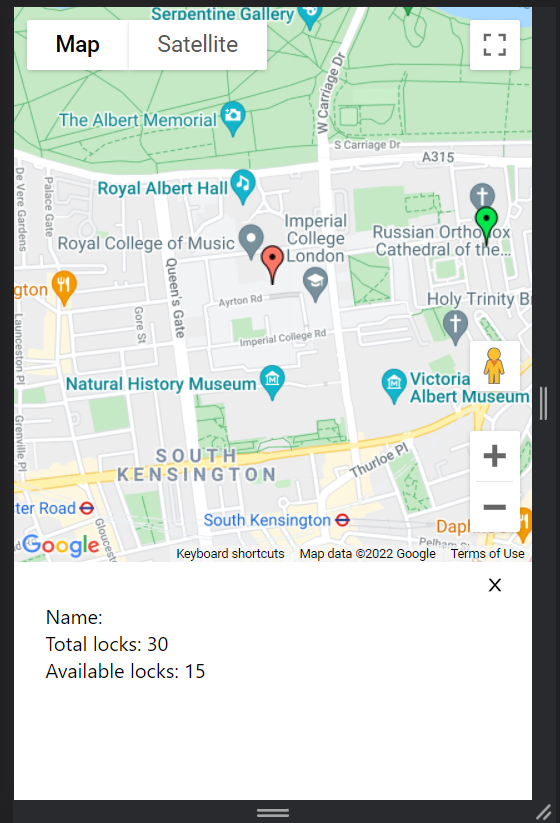 Serpentine Gallery
Map
Satellite
W Carriage Dr
The Albert Memorial
S Carriage Dr
A315
De Vere Gardens
Palace Gate
Royal Albert Hall
Imperial
College
London
Royal College of Music
Russian Orthodox
Cathedral of the...
Queen's Gate
gton
Ayrton Rd
Holy Trinity B
Launceston Pl
Gore St
Imperial College Rd
Natural History Museum
Victoria
Albert Museum
Grenville Pl
SOUTH
KENSINGTON
Thurloe Pl
ter Road
Gloucest
South Kensington
Daph
Pelham St
Google
Keyboard shortcuts
Map data ©2022 Google
Terms of Use
X
Name:
Total locks: 30
Available locks: 15